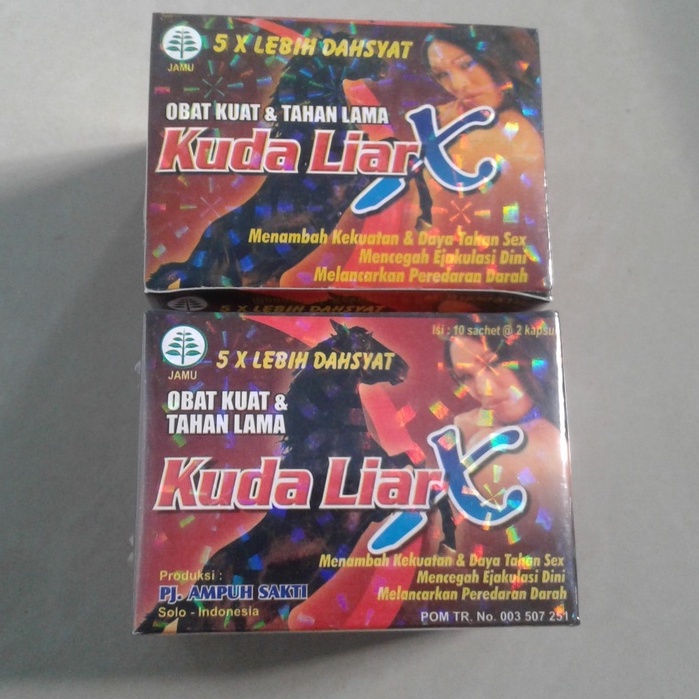 JAMU
5 X LEBIH DAHSYAT
OBAT KUAT & TAHAN LAMA
Kuda Liar X
Menambah Kekuatan & Daya Tahan Sex
Mencegah Ejakulasi Dini
Melancarkan Peredaran Darah
5 X LEBIH DAHSYAT
Isi : 10 sachet @ 2 kapsul
JAMU
5 X LEBIH DAHSYAT
OBAT KUAT &
TAHAN LAMA
Kuda Liar X
Menambah Kekuatan & Daya Tahan Sex
Mencegah Ejakulasi Dini
Melancarkan Peredaran Darah
Produksi :
PJ. AMPUH SAKTI
Solo - Indonesia
POM TR. No. 003 507 251